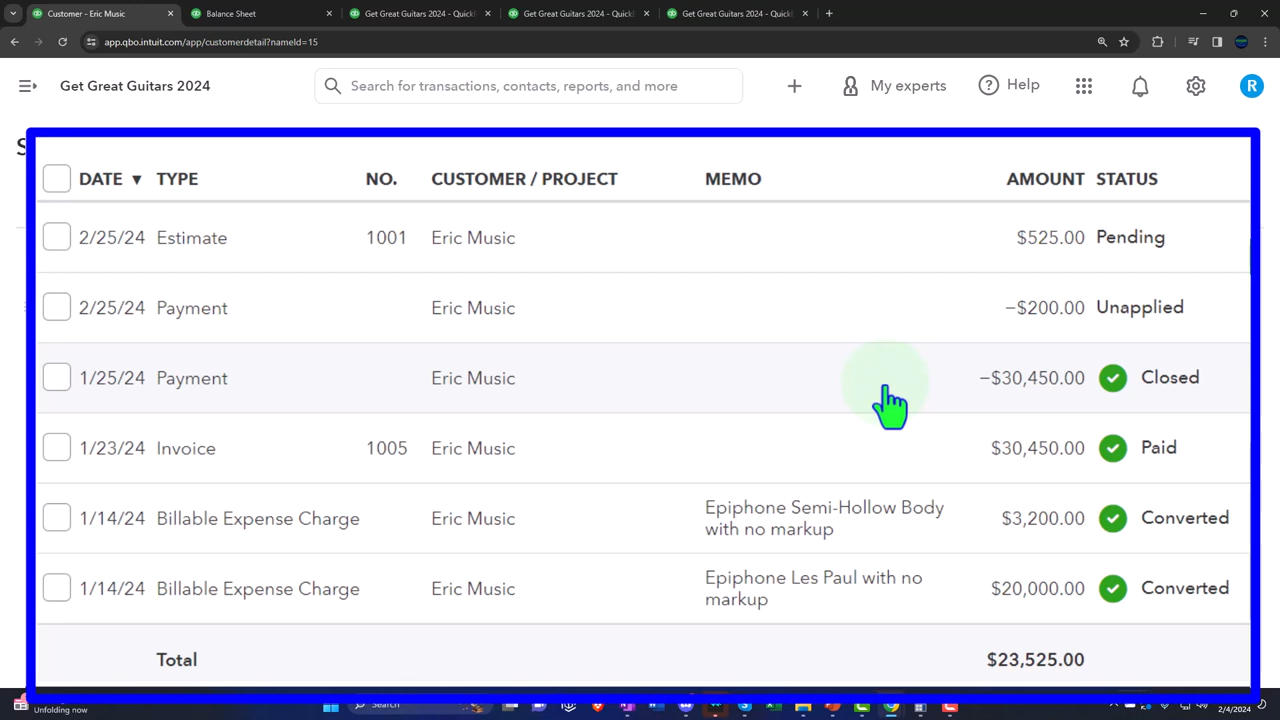 Customer - Eric Music
Balance Sheet
Get Great Guitars 2024 - Quick
Get Great Guitars 2024 - Quick
Get Great Guitars 2024 - Quick
app.qbo.intuit.com/app/customerdetail?nameId=15
Get Great Guitars 2024
Search for transactions, contacts, reports, and more
My experts
Help
R
DATE ▼ TYPE NO. CUSTOMER / PROJECT MEMO AMOUNT STATUS
2/25/24 Estimate 1001 Eric Music $525.00 Pending
2/25/24 Payment Eric Music −$200.00 Unapplied
1/25/24 Payment Eric Music −$30,450.00 Closed
1/23/24 Invoice 1005 Eric Music $30,450.00 Paid
1/14/24 Billable Expense Charge Eric Music Epiphone Semi-Hollow Body with no markup $3,200.00 Converted
1/14/24 Billable Expense Charge Eric Music Epiphone Les Paul with no markup $20,000.00 Converted
Total $23,525.00
Unfolding now
Search
2/4/2024